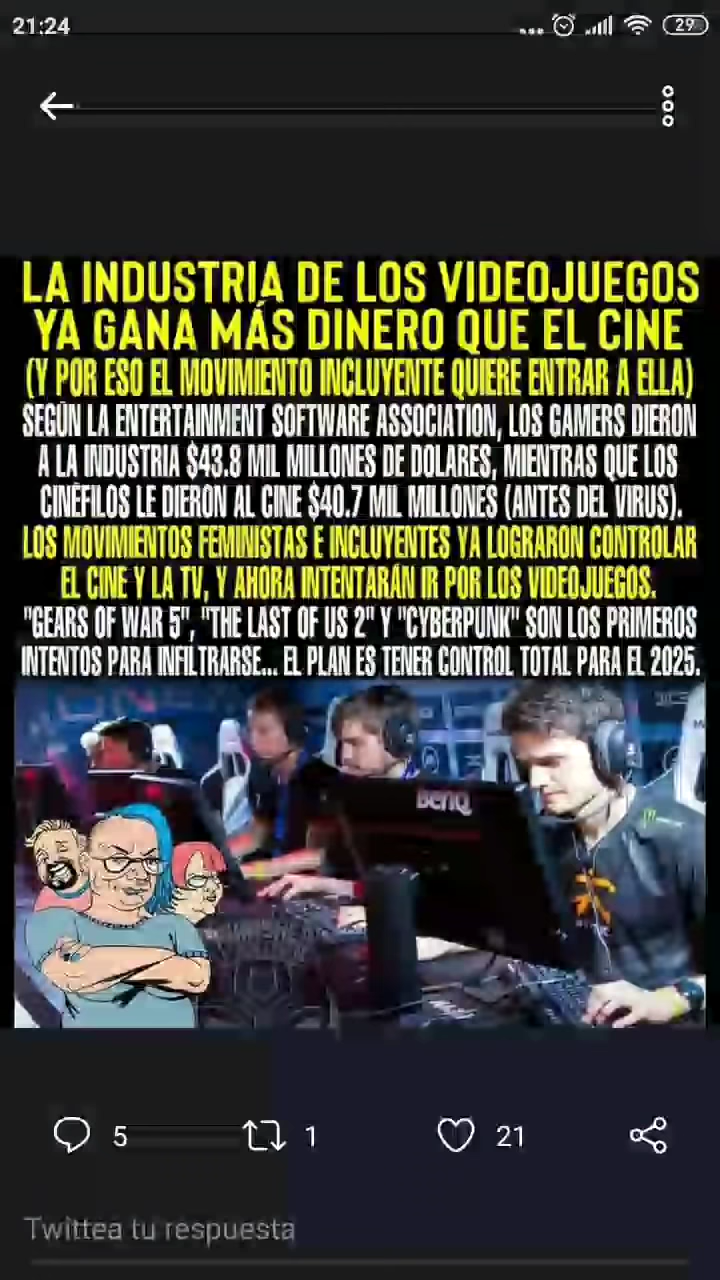 21:24
29
LA INDUSTRIA DE LOS VIDEOJUEGOS
YA GANA MÁS DINERO QUE EL CINE
(Y POR ESO EL MOVIMIENTO INCLUYENTE QUIERE ENTRAR A ELLA)
SEGÚN LA ENTERTAINMENT SOFTWARE ASSOCIATION, LOS GAMERS DIERON
A LA INDUSTRIA $43.8 MIL MILLONES DE DOLARES, MIENTRAS QUE LOS
CINÉFILOS LE DIERON AL CINE $40.7 MIL MILLONES (ANTES DEL VIRUS).
LOS MOVIMIENTOS FEMINISTAS E INCLUYENTES YA LOGRARON CONTROLAR
EL CINE Y LA TV, Y AHORA INTENTARÁN IR POR LOS VIDEOJUEGOS.
"GEARS OF WAR 5", "THE LAST OF US 2" Y "CYBERPUNK" SON LOS PRIMEROS
INTENTOS PARA INFILTRARSE... EL PLAN ES TENER CONTROL TOTAL PARA EL 2025.
BenQ
5
1
21
Twittea tu respuesta